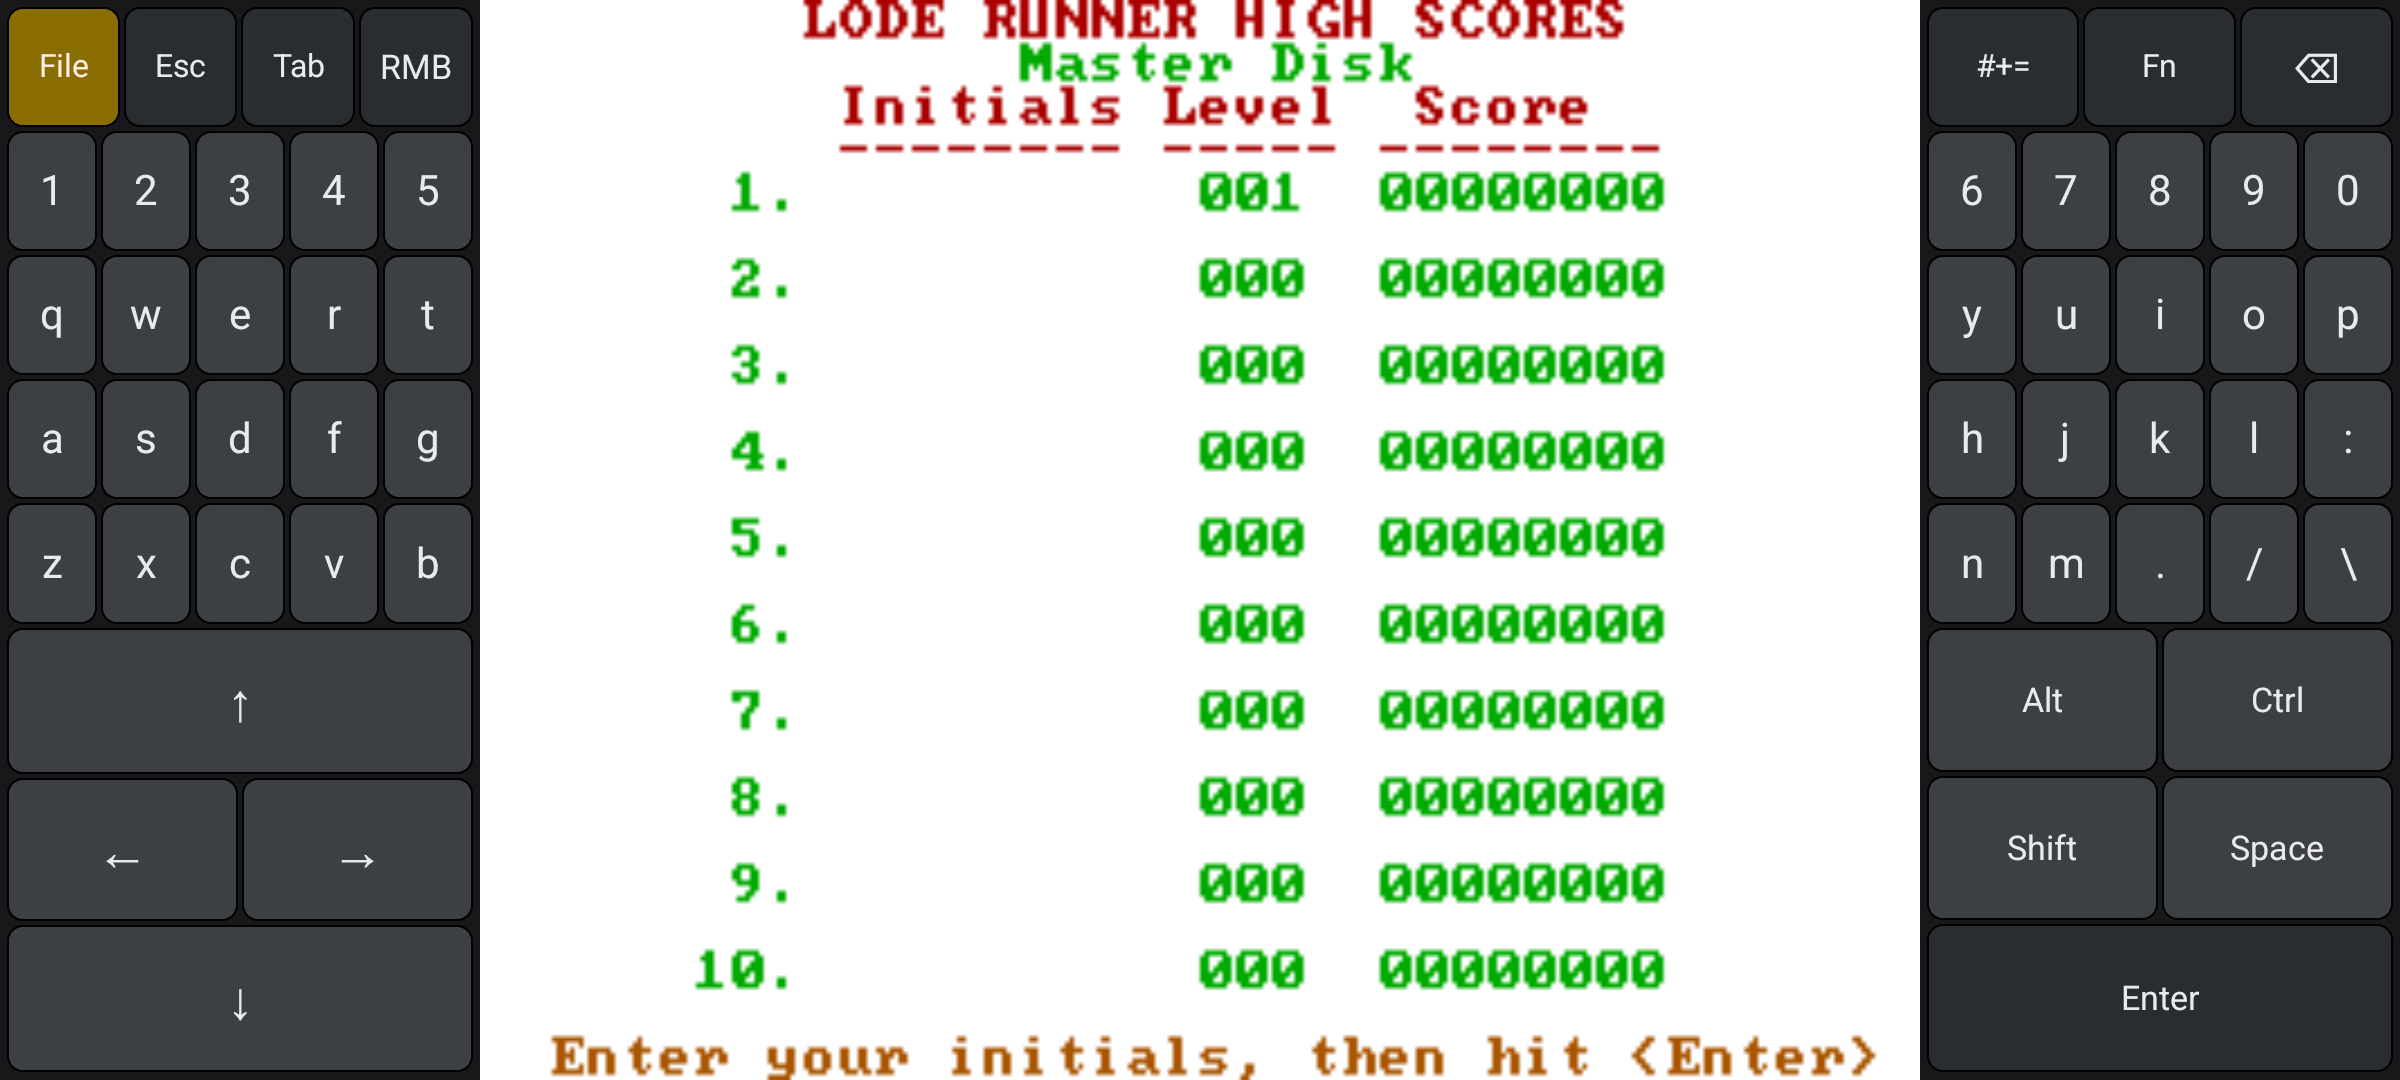 LODE RUNNER HIGH SCORES
Master Disk
Initials Level Score
-------- ----- --------
1. 001 00000000
2. 000 00000000
3. 000 00000000
4. 000 00000000
5. 000 00000000
6. 000 00000000
7. 000 00000000
8. 000 00000000
9. 000 00000000
10. 000 00000000
Enter your initials, then hit <Enter>
File Esc Tab RMB
1 2 3 4 5
q w e r t
a s d f g
z x c v b
↑
← →
↓
#+= Fn ⌫
6 7 8 9 0
y u i o p
h j k l :
n m . / \
Alt Ctrl
Shift Space
Enter